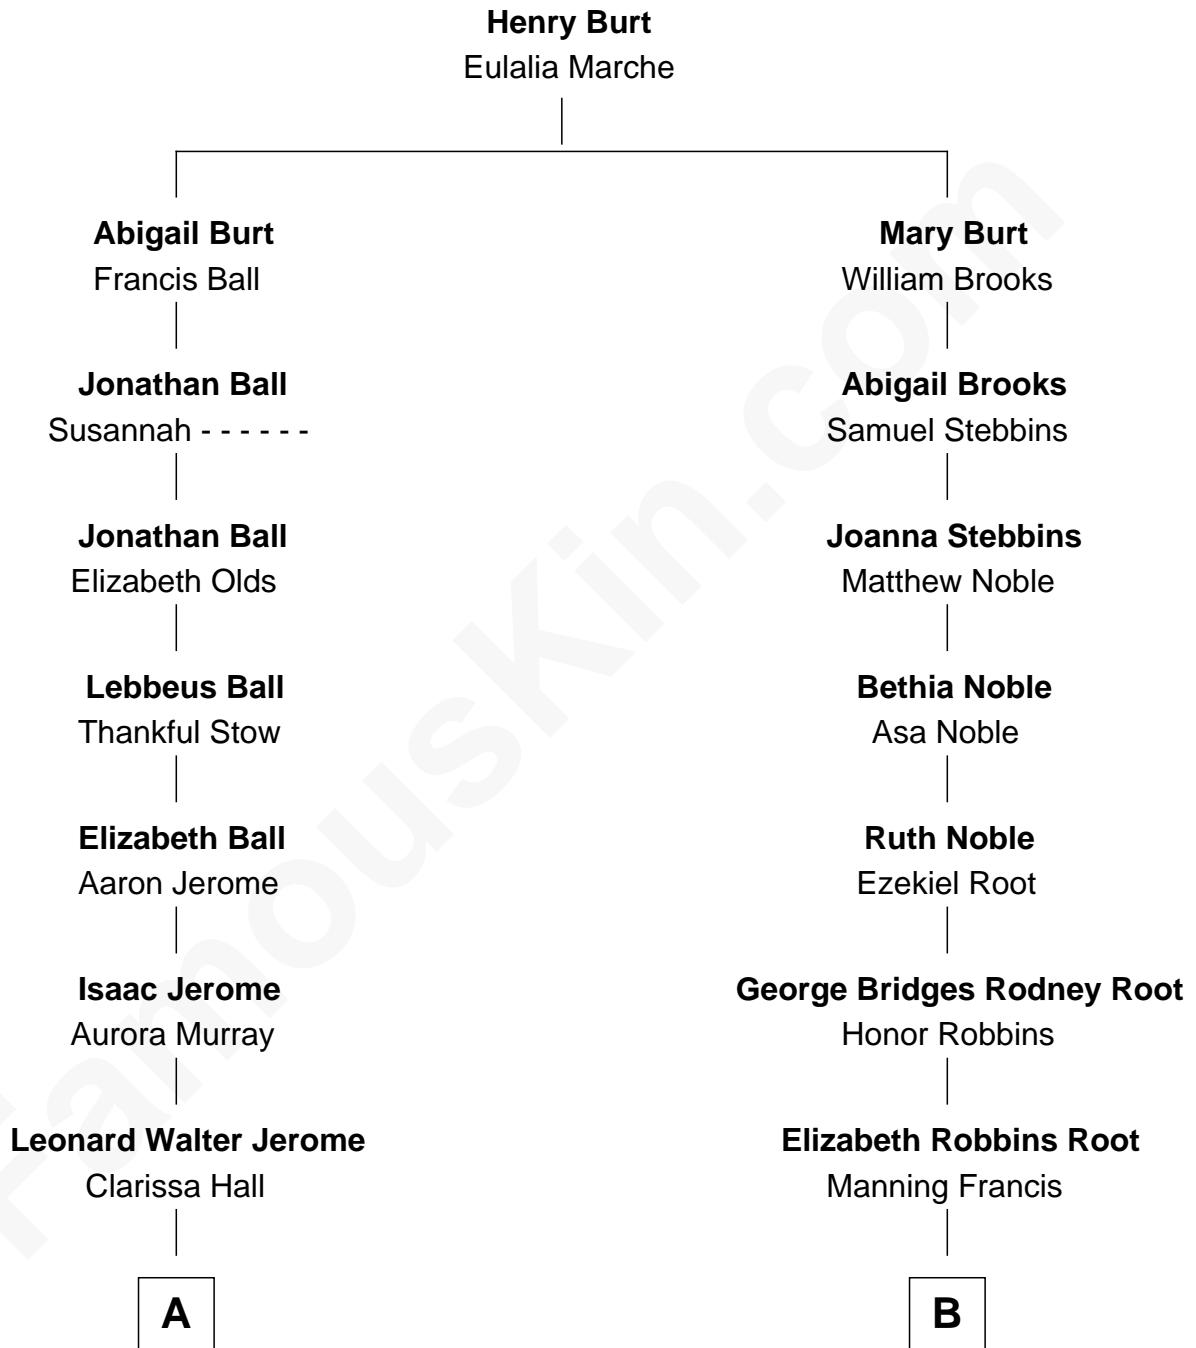 Henry Burt
Eulalia Marche
Abigail Burt
Francis Ball
Mary Burt
William Brooks
Jonathan Ball
Susannah - - - - - -
Abigail Brooks
Samuel Stebbins
Jonathan Ball
Elizabeth Olds
Joanna Stebbins
Matthew Noble
Lebbeus Ball
Thankful Stow
Bethia Noble
Asa Noble
Elizabeth Ball
Aaron Jerome
Ruth Noble
Ezekiel Root
Isaac Jerome
Aurora Murray
George Bridges Rodney Root
Honor Robbins
Leonard Walter Jerome
Clarissa Hall
Elizabeth Robbins Root
Manning Francis
A
B
FamousKin.com